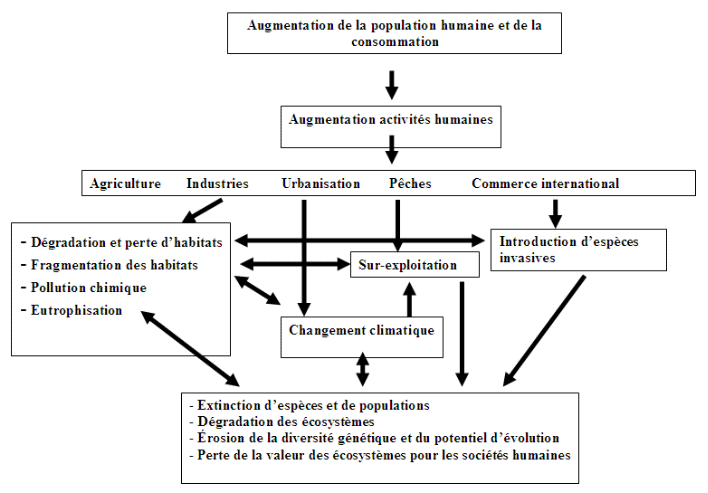 Augmentation de la population humaine et de la
consommation
Augmentation activités humaines
Agriculture Industries Urbanisation Pêches Commerce international
- Dégradation et perte d'habitats
- Fragmentation des habitats
- Pollution chimique
- Eutrophisation
Introduction d'espèces
invasives
Sur-exploitation
Changement climatique
- Extinction d'espèces et de populations
- Dégradation des écosystèmes
- Érosion de la diversité génétique et du potentiel d'évolution
- Perte de la valeur des écosystèmes pour les sociétés humaines